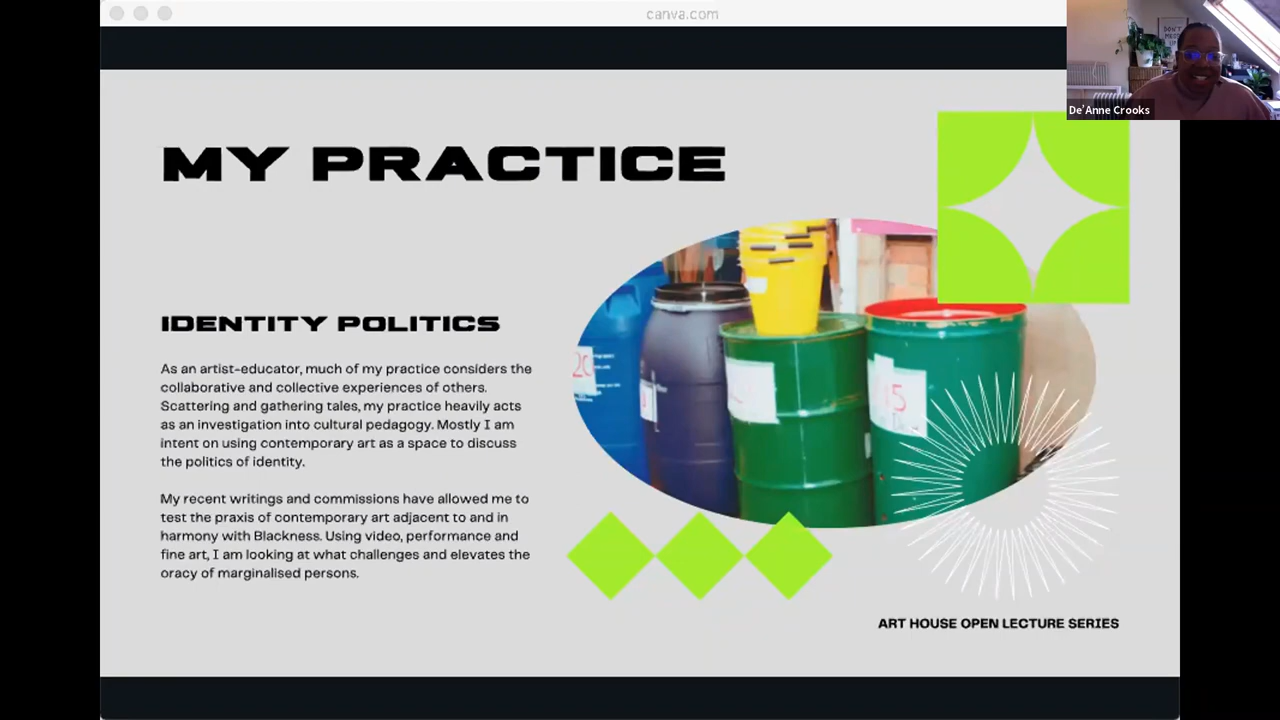 canva.com
De'Anne Crooks
MY PRACTICE
IDENTITY POLITICS
As an artist-educator, much of my practice considers the
collaborative and collective experiences of others.
Scattering and gathering tales, my practice heavily acts
as an investigation into cultural pedagogy. Mostly I am
intent on using contemporary art as a space to discuss
the politics of identity.
My recent writings and commissions have allowed me to
test the praxis of contemporary art adjacent to and in
harmony with Blackness. Using video, performance and
fine art, I am looking at what challenges and elevates the
oracy of marginalised persons.
ART HOUSE OPEN LECTURE SERIES